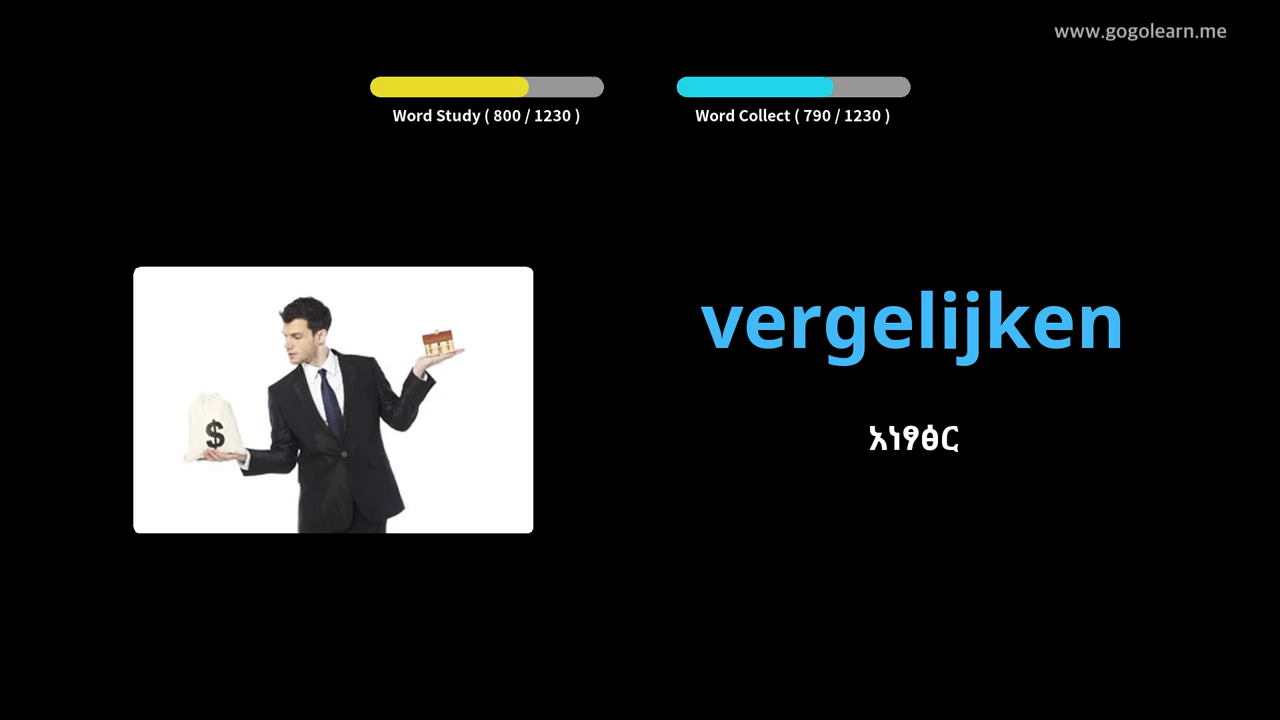 www.gogolearn.me
Word Study ( 800 / 1230 )
Word Collect ( 790 / 1230 )
vergelijken
አነፃፅር
$